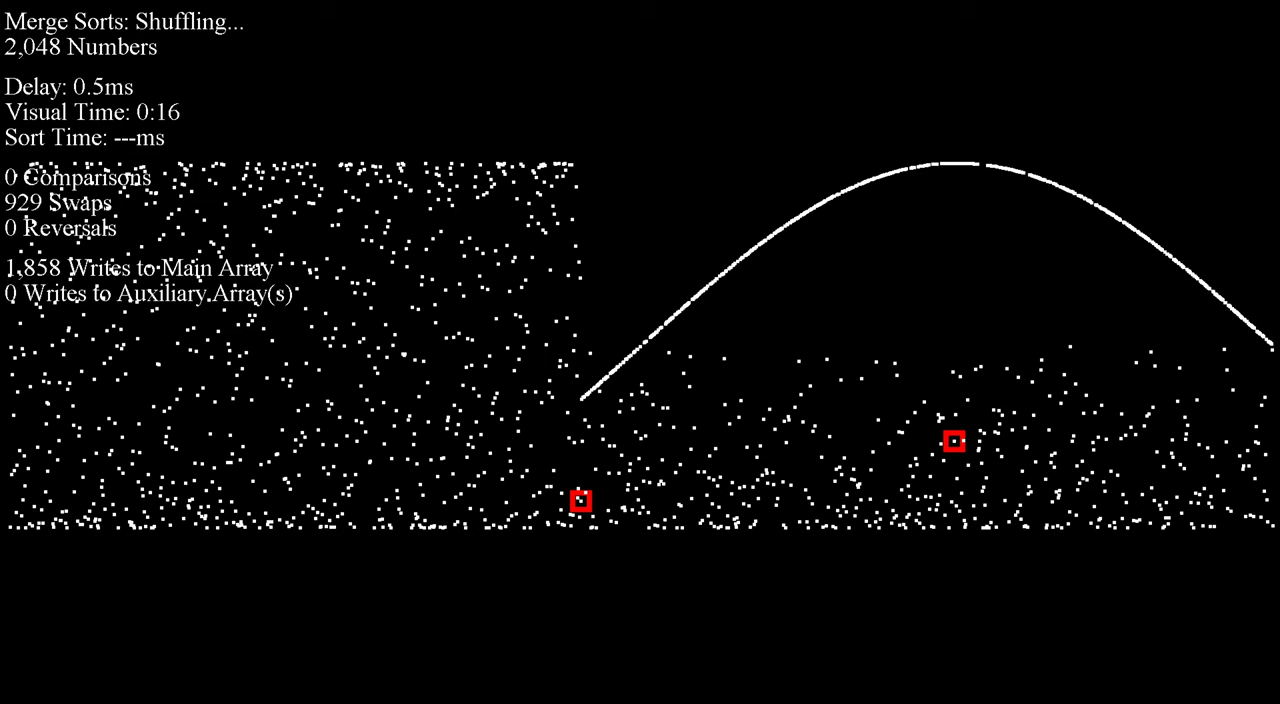 Merge Sorts: Shuffling...
2,048 Numbers
Delay: 0.5ms
Visual Time: 0:16
Sort Time: ---ms
0 Comparisons
929 Swaps
0 Reversals
1,858 Writes to Main Array
0 Writes to Auxiliary Array(s)